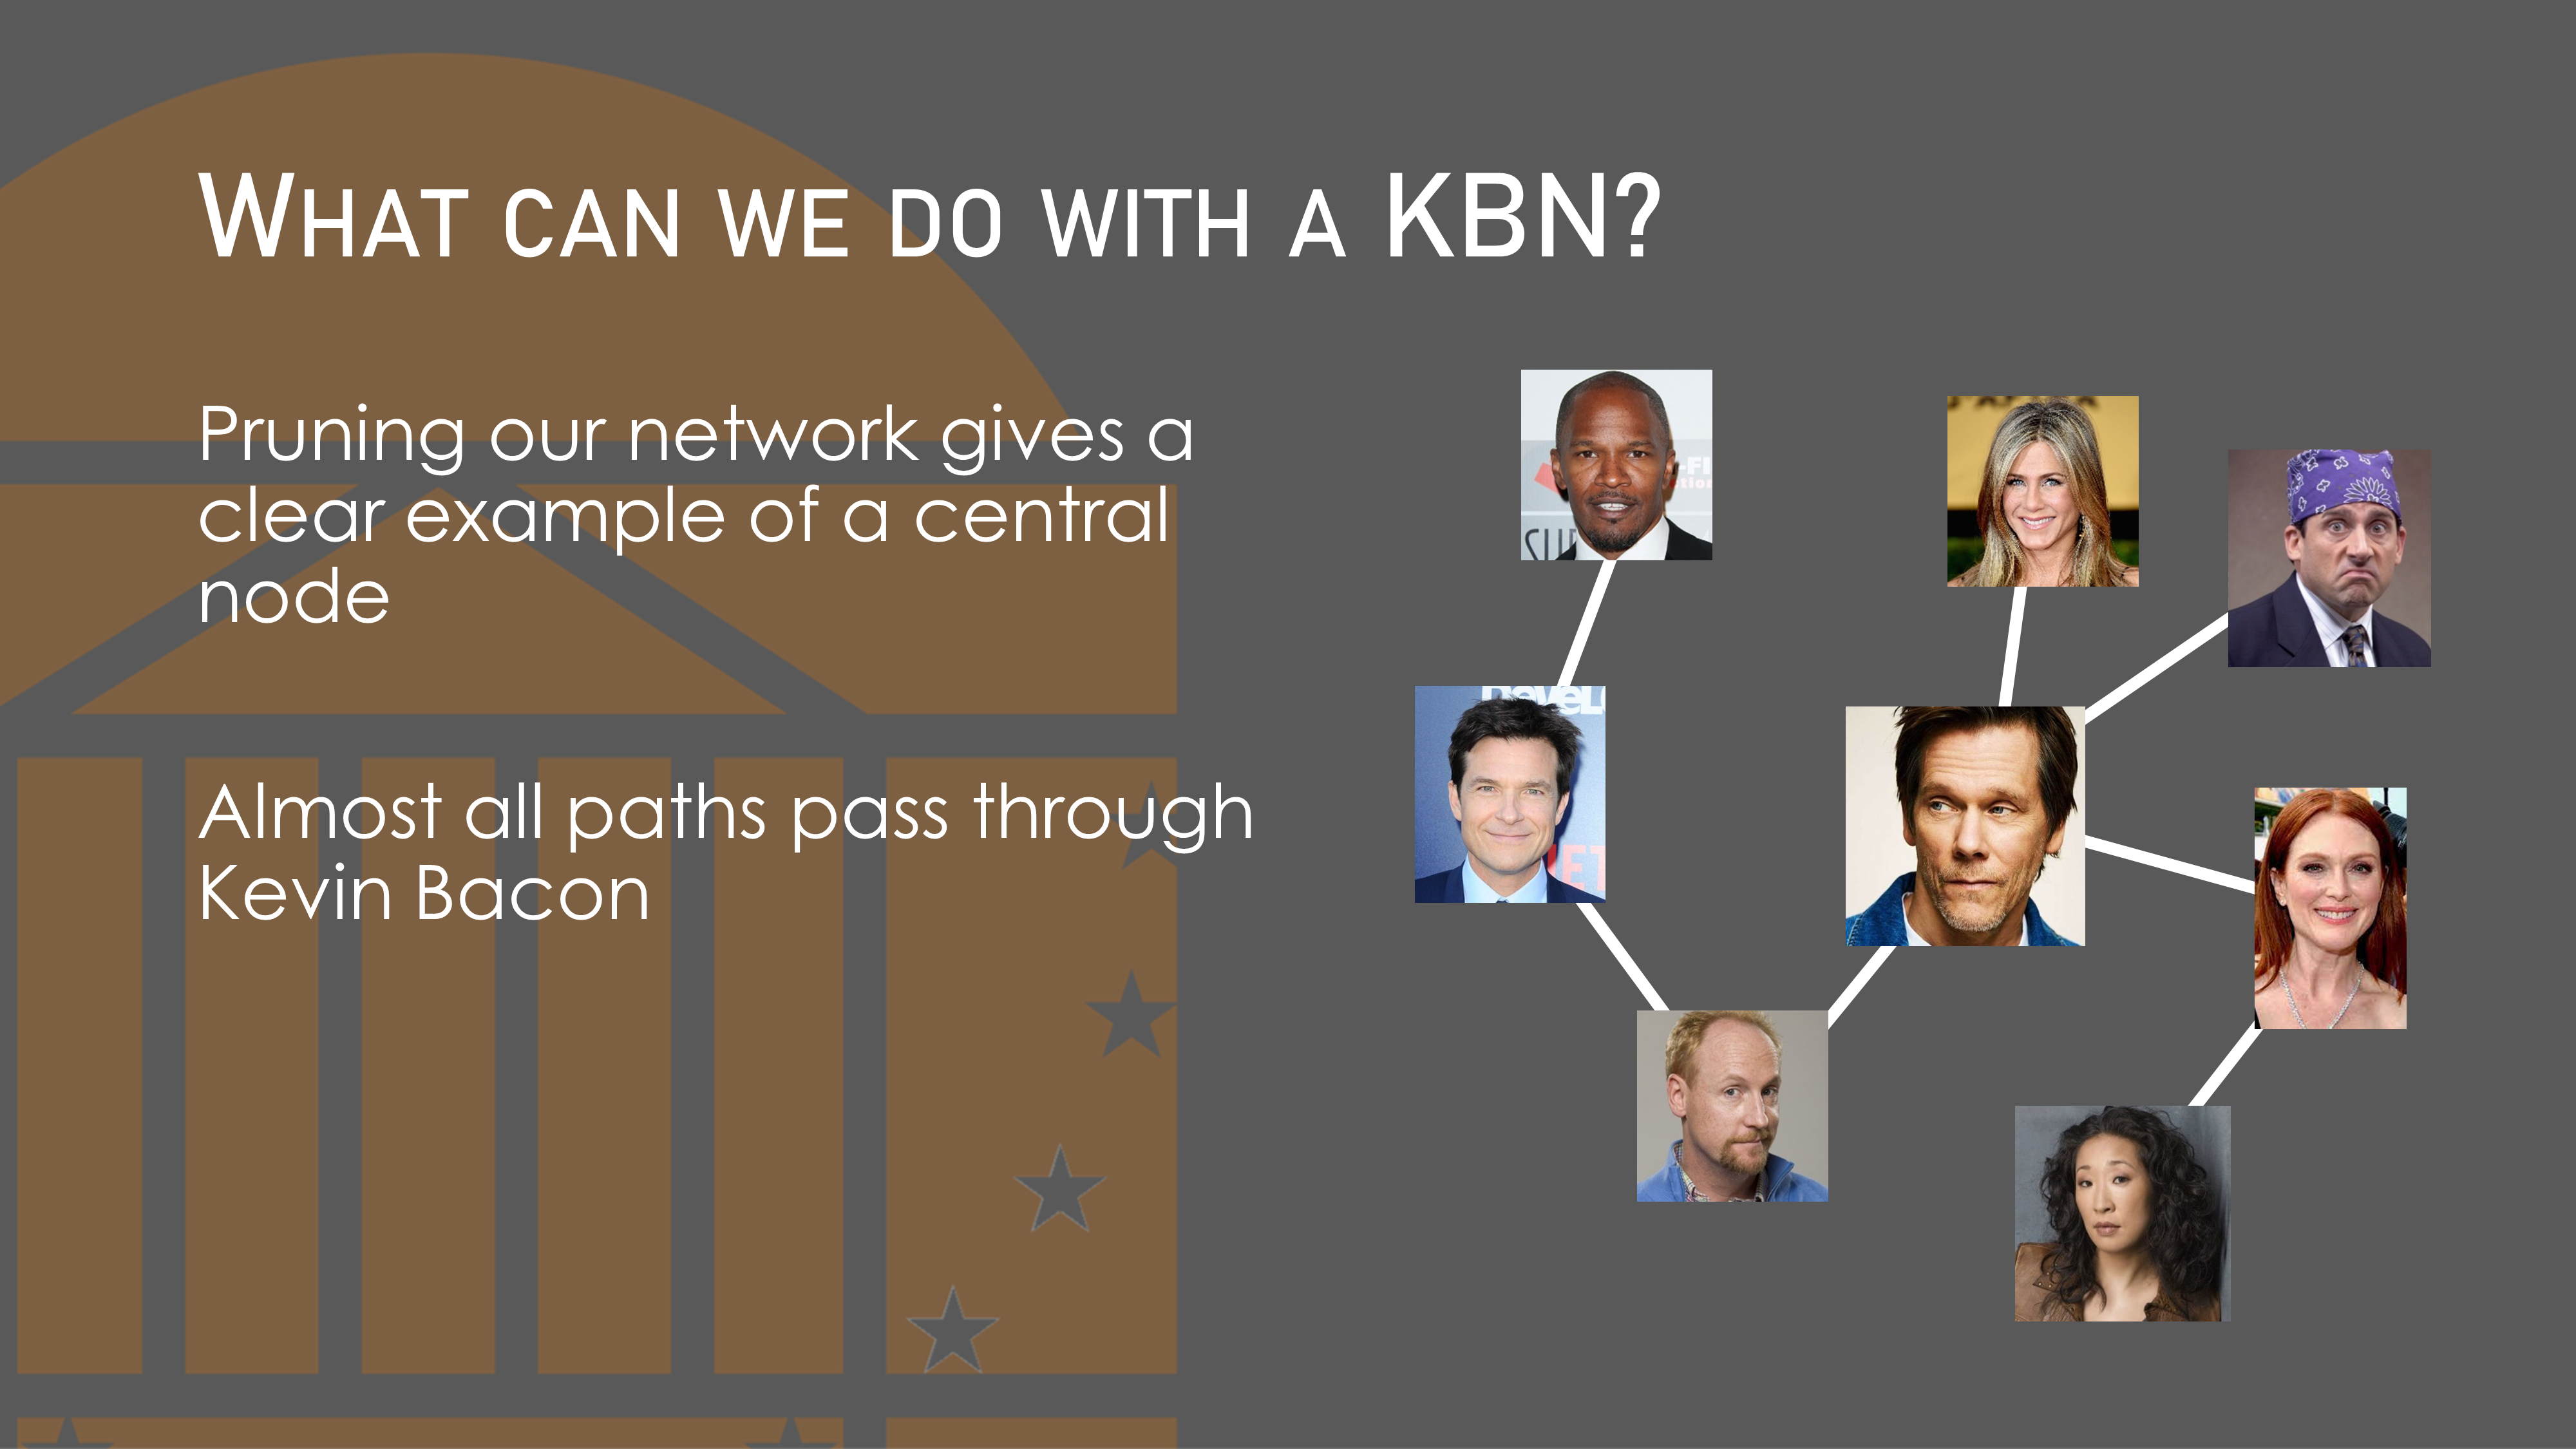 WHAT CAN WE DO WITH A KBN?
Pruning our network gives a
clear example of a central
node
Almost all paths pass through
Kevin Bacon